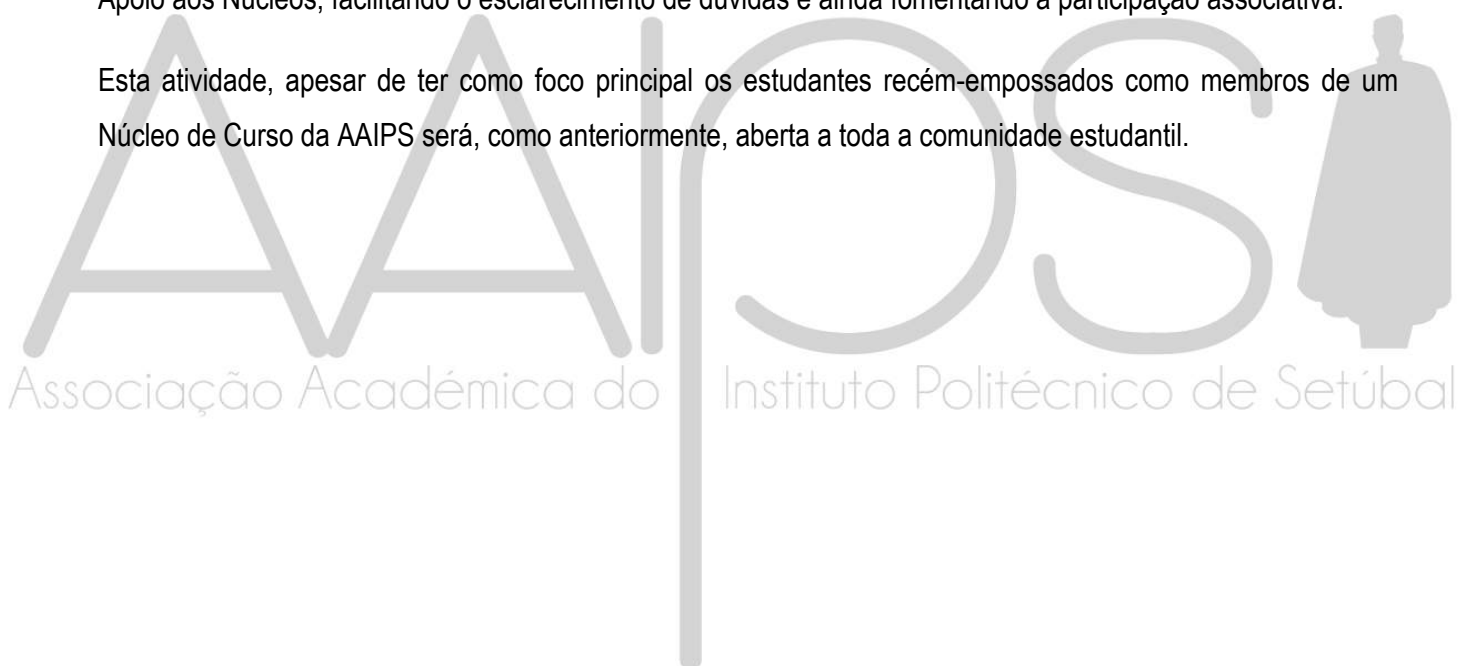 Apoio aos Núcleos, facilitando o esclarecimento de dúvidas e ainda fomentando a participação associativa.
Esta atividade, apesar de ter como foco principal os estudantes recém-empossados como membros de um
Núcleo de Curso da AAIPS será, como anteriormente, aberta a toda a comunidade estudantil.
AAIPS
Associação Académica do Instituto Politécnico de Setúbal